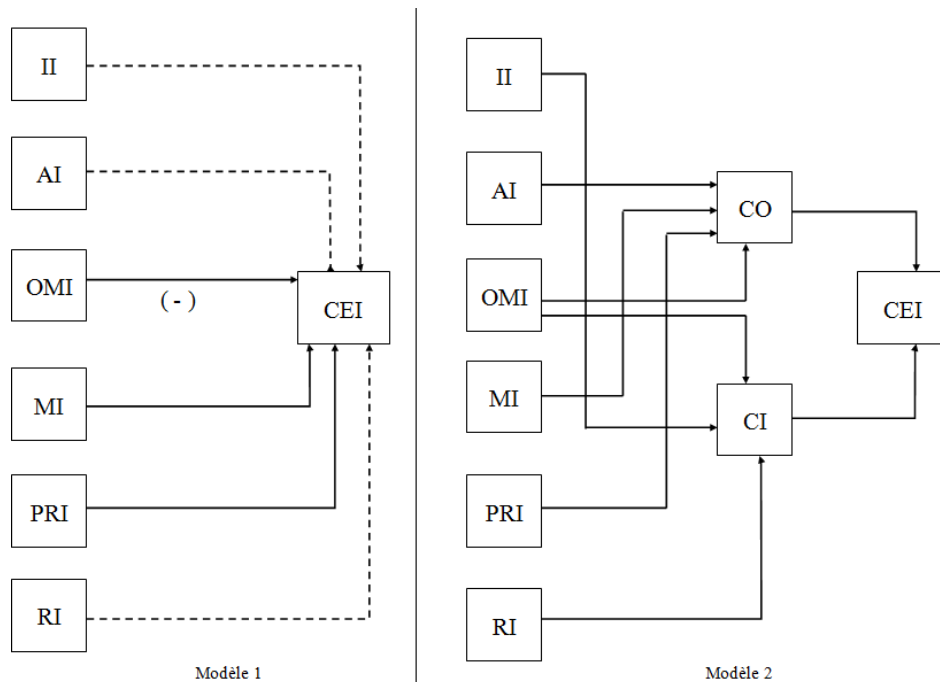 II
AI
OMI
( - )
CEI
MI
PRI
RI
Modèle 1
II
AI
CO
OMI
CEI
MI
CI
PRI
RI
Modèle 2